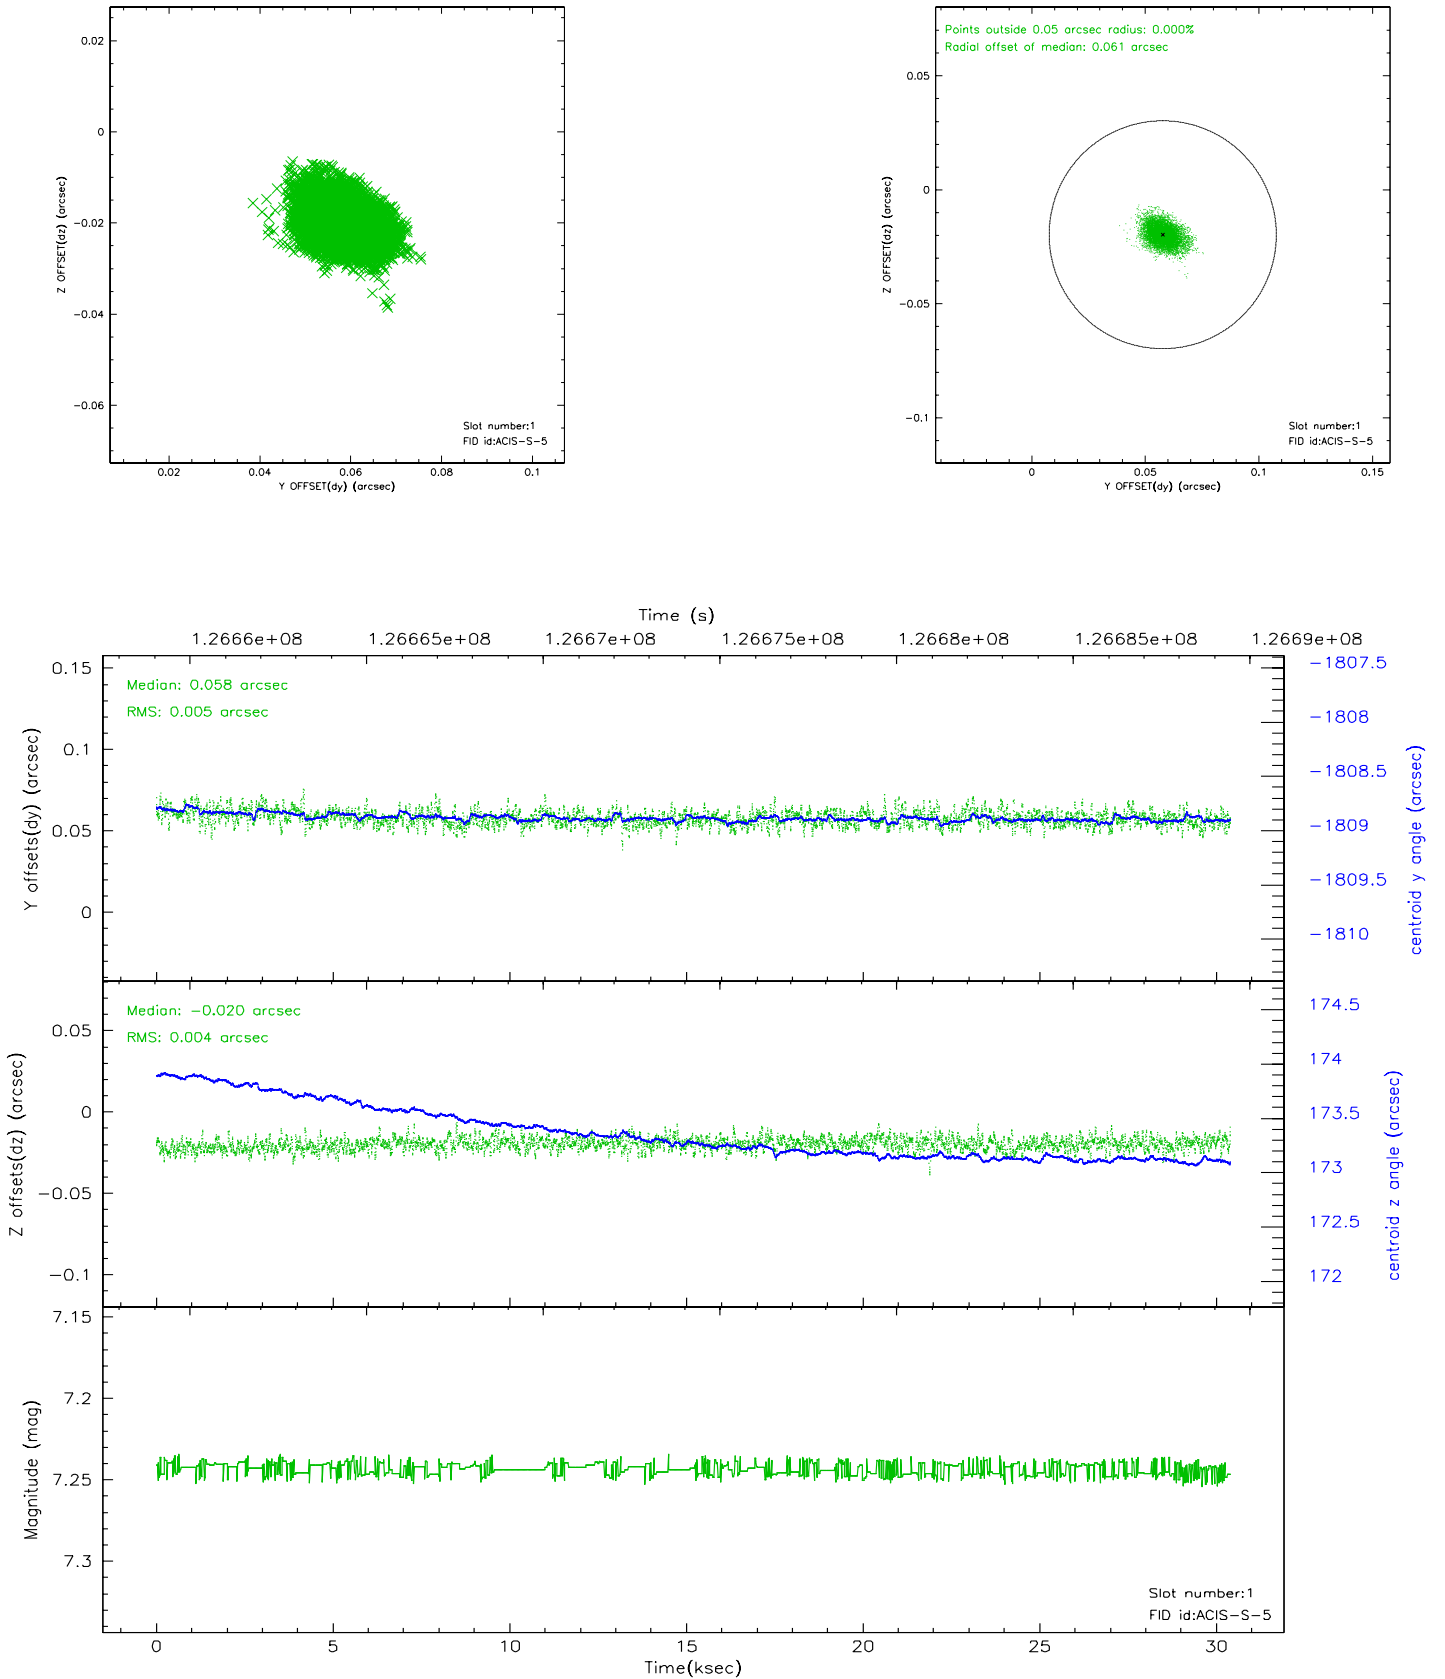 0.02
0
-0.02
-0.04
-0.06
Z OFFSET(dz) (arcsec)
Slot number:1
FID id:ACIS-S-5
0.02 0.04 0.06 0.08 0.1
Y OFFSET(dy) (arcsec)
Points outside 0.05 arcsec radius: 0.000%
Radial offset of median: 0.061 arcsec
0.05
0
-0.05
-0.1
Z OFFSET(dz) (arcsec)
Slot number:1
FID id:ACIS-S-5
0 0.05 0.1 0.15
Y OFFSET(dy) (arcsec)
Time (s)
1.2666e+08 1.26665e+08 1.2667e+08 1.26675e+08 1.2668e+08 1.26685e+08 1.2669e+08
0.15
0.1
0.05
0
Y offsets(dy) (arcsec)
Median: 0.058 arcsec
RMS: 0.005 arcsec
-1807.5
-1808
-1808.5
-1809
-1809.5
-1810
centroid y angle (arcsec)
0.05
0
-0.05
-0.1
Z offsets(dz) (arcsec)
Median: -0.020 arcsec
RMS: 0.004 arcsec
174.5
174
173.5
173
172.5
172
centroid z angle (arcsec)
7.15
7.2
7.25
7.3
Magnitude (mag)
Slot number:1
FID id:ACIS-S-5
0 5 10 15 20 25 30
Time(ksec)